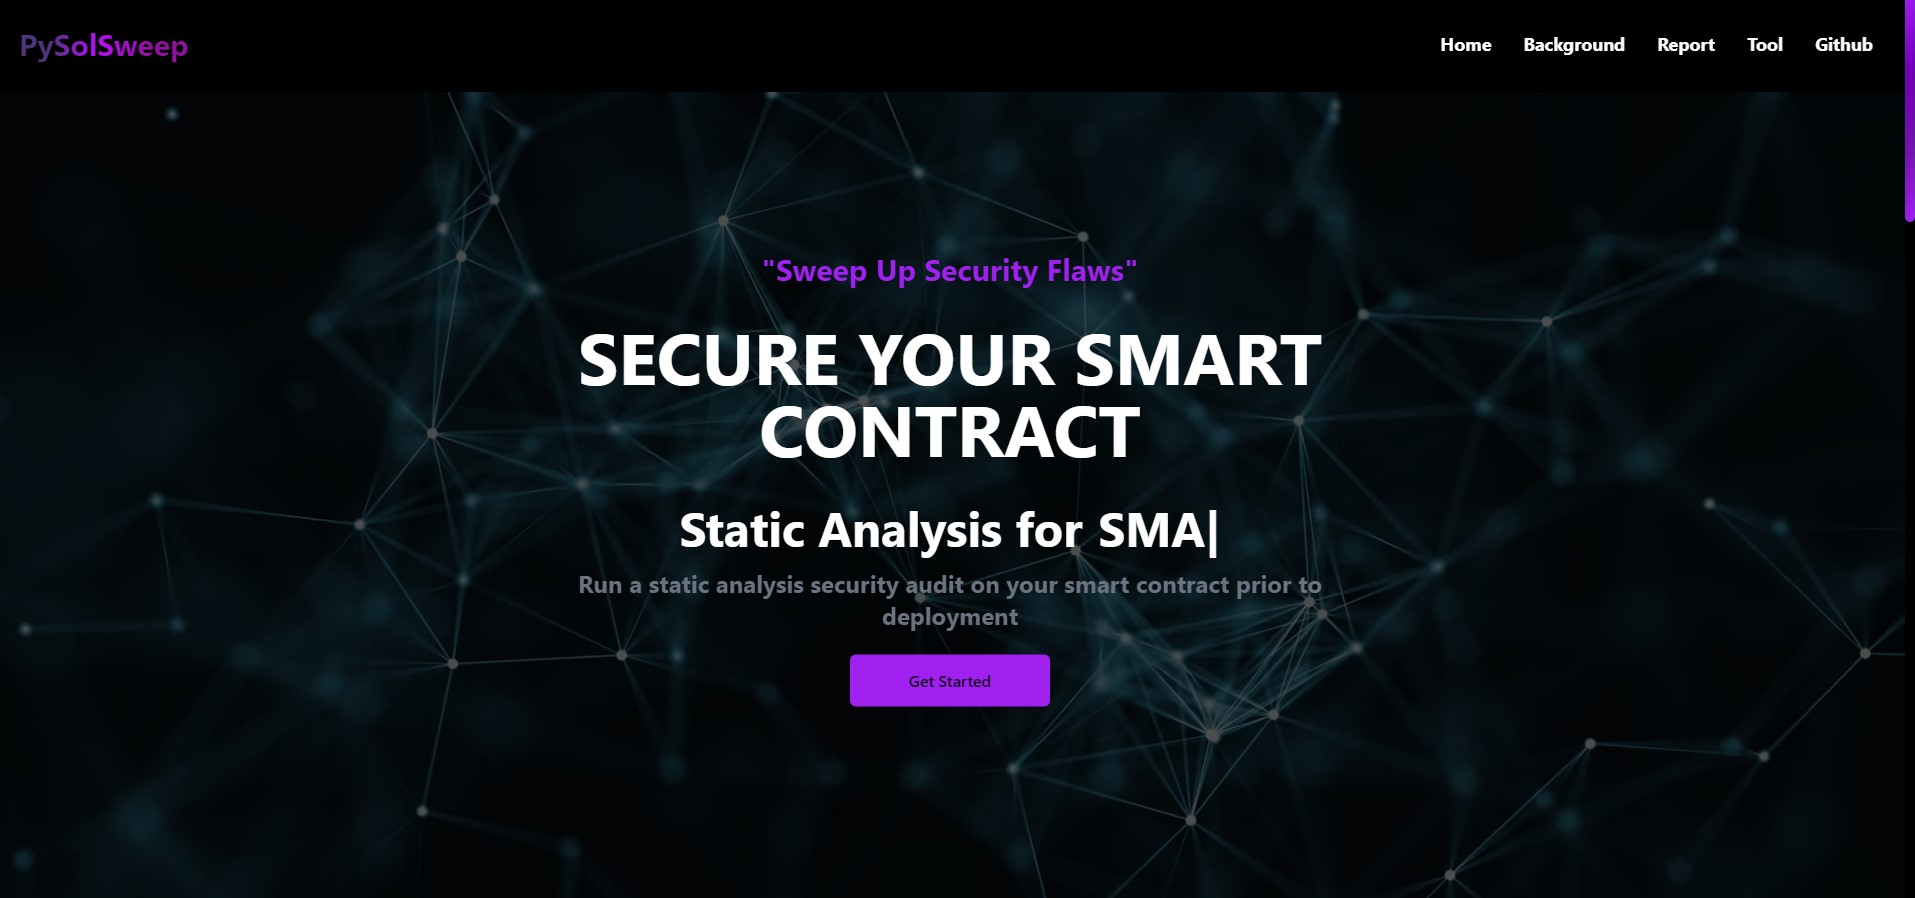 PySolSweep
Home Background Report Tool Github
"Sweep Up Security Flaws"
SECURE YOUR SMART
CONTRACT
Static Analysis for SMA|
Run a static analysis security audit on your smart contract prior to
deployment
Get Started